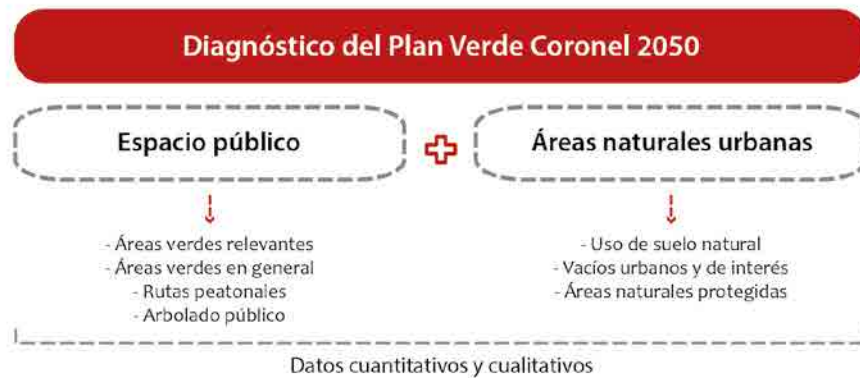 Diagnóstico del Plan Verde Coronel 2050
Espacio público
Áreas naturales urbanas
- Áreas verdes relevantes
- Áreas verdes en general
- Rutas peatonales
- Arbolado público
- Uso de suelo natural
- Vacíos urbanos y de interés
- Áreas naturales protegidas
Datos cuantitativos y cualitativos